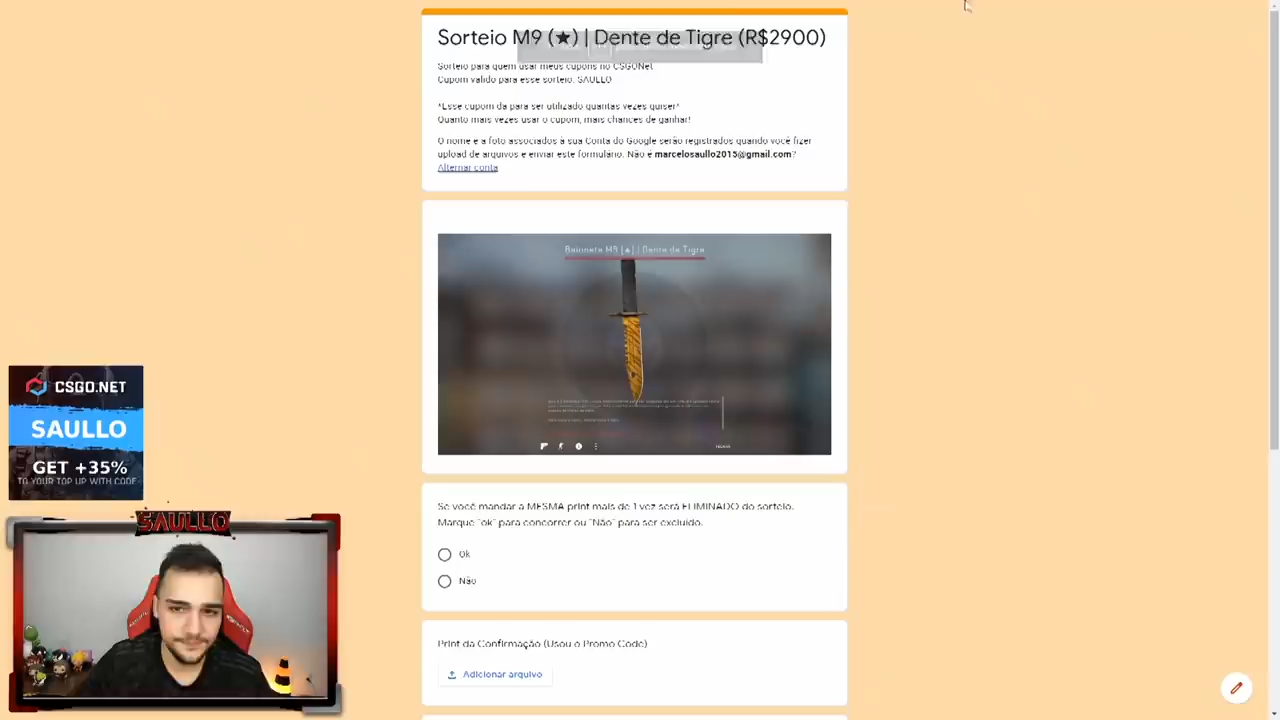 Sorteio M9 (★) | Dente de Tigre (R$2900)
Sorteio para quem usar meus cupons no CSGONet
Cupom valido para esse sorteio: SAULLO
*Esse cupom da para ser utilizado quantas vezes quiser*
Quanto mais vezes usar o cupom, mais chances de ganhar!
O nome e a foto associados à sua Conta do Google serão registrados quando você fizer
upload de arquivos e enviar este formulário. Não é marcelosaullo2015@gmail.com?
Alternar conta
Baioneta M9 (★) | Dente de Tigre
FECHAR
Se você mandar a MESMA print mais de 1 vez será ELIMINADO do sorteio.
Marque "ok" para concorrer ou "Não" para ser excluído.
Ok
Não
Print da Confirmação (Usou o Promo Code)
Adicionar arquivo
CSGO.NET
SAULLO
GET +35%
TO YOUR TOP UP WITH CODE
SAULLO